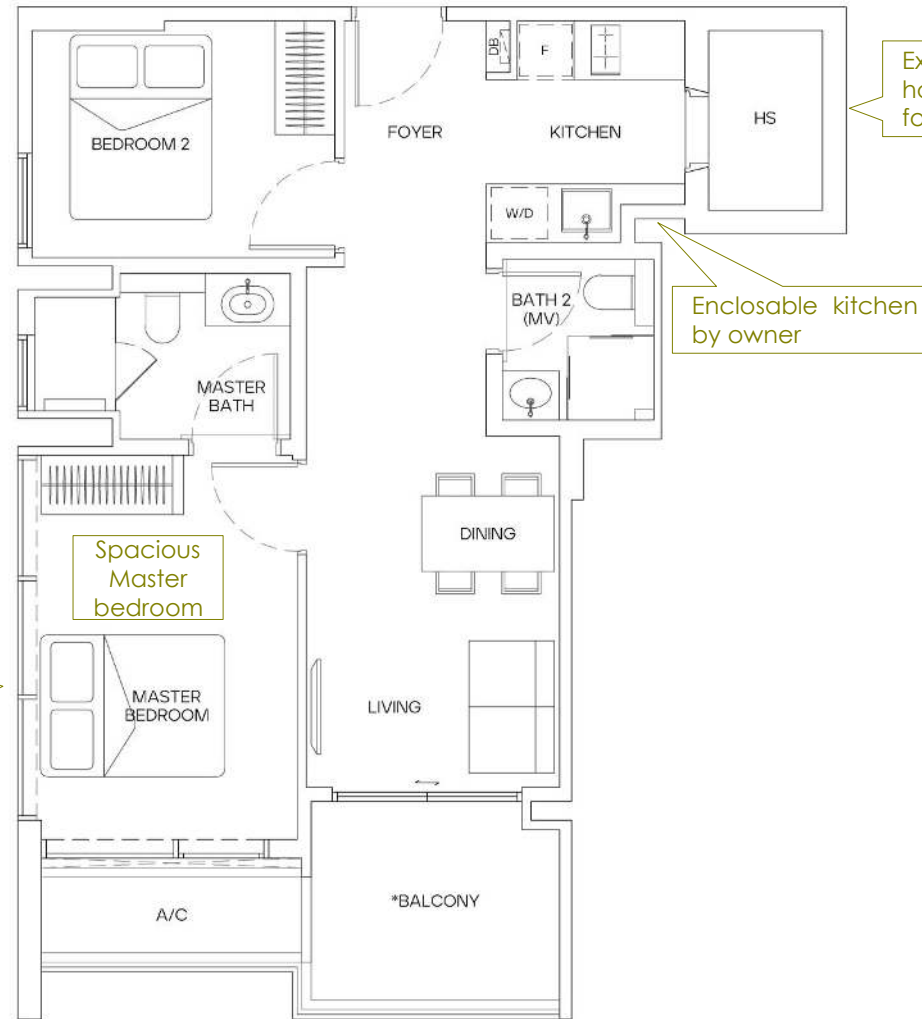 DB
F
Ex
ho
fo
BEDROOM 2
FOYER
KITCHEN
HS
W/D
BATH 2
(MV)
Enclosable kitchen
by owner
MASTER
BATH
DINING
Spacious
Master
bedroom
MASTER
BEDROOM
LIVING
A/C
*BALCONY